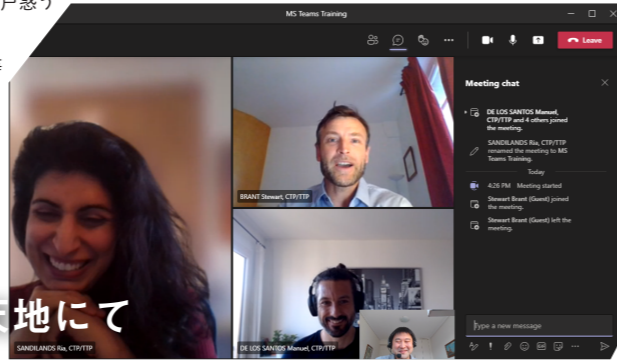 戸惑う
MS Teams Training
Leave
Meeting chat
DE LOS SANTOS Manuel,
CTP/TTP and 4 others joined
the meeting.
SANDILANDS Ria, CTP/TTP
renamed the meeting to MS
Teams Training.
Today
4:26 PM Meeting started
Stewart Brant (Guest) joined
the meeting.
Stewart Brant (Guest) left the
meeting.
BRANT Stewart, CTP/TTP
地にて
SANDILANDS Ria, CTP/TTP
DE LOS SANTOS Manuel, CTP/TTP
Type a new message